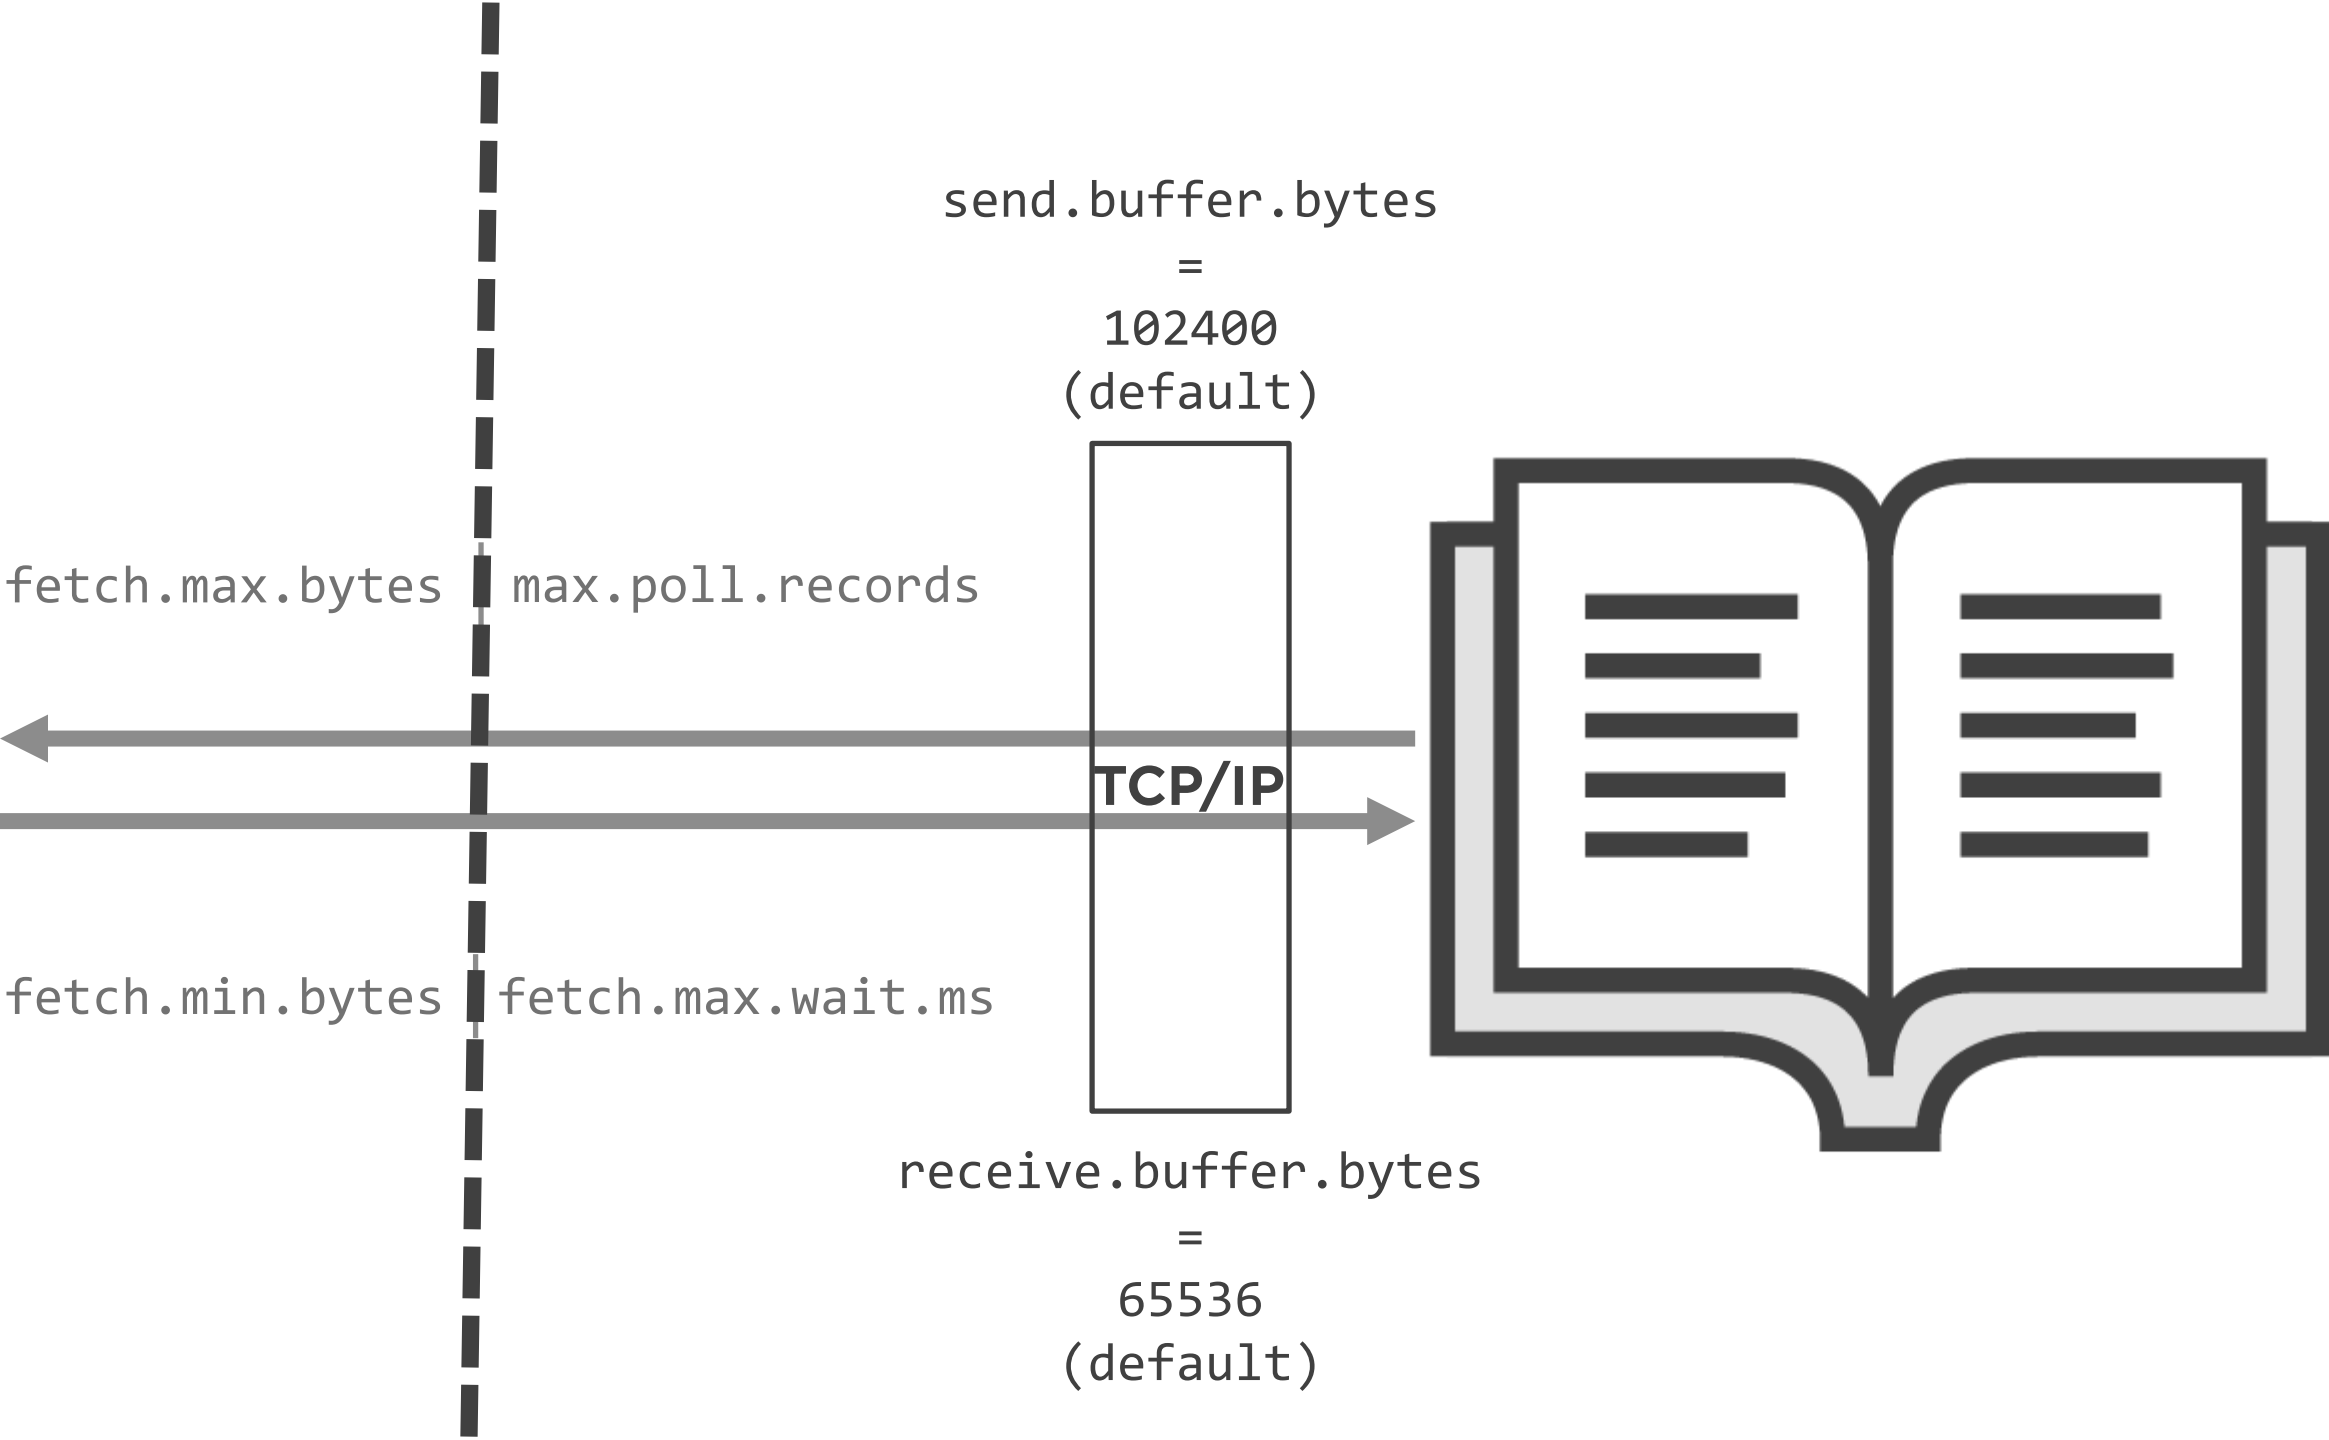 send.buffer.bytes
=
102400
(default)
fetch.max.bytes
max.poll.records
TCP/IP
fetch.min.bytes
fetch.max.wait.ms
receive.buffer.bytes
=
65536
(default)